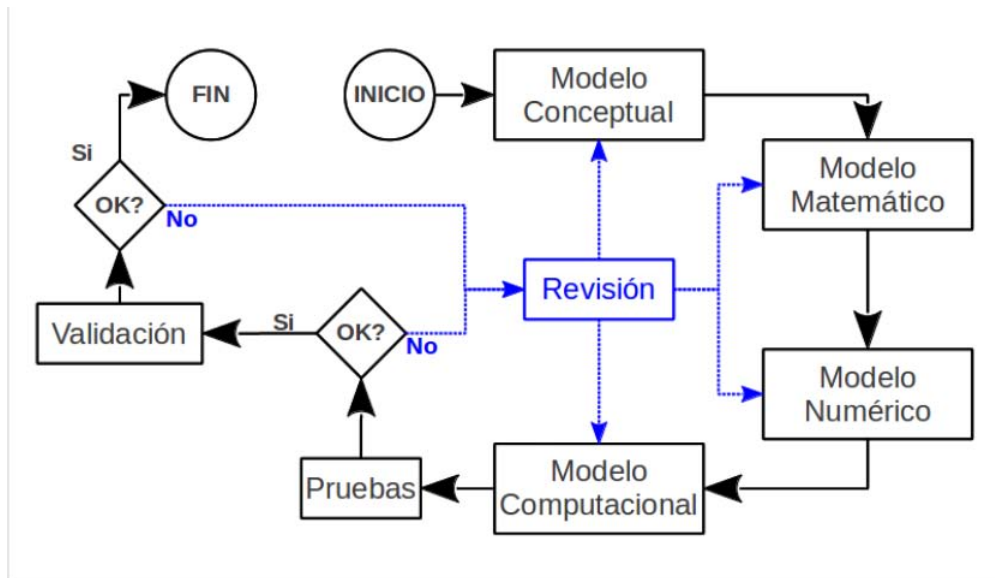 FIN
INICIO
Modelo
Conceptual
Si
OK?
No
Modelo
Matemático
Revisión
Validación
Si
OK?
No
Modelo
Numérico
Pruebas
Modelo
Computacional